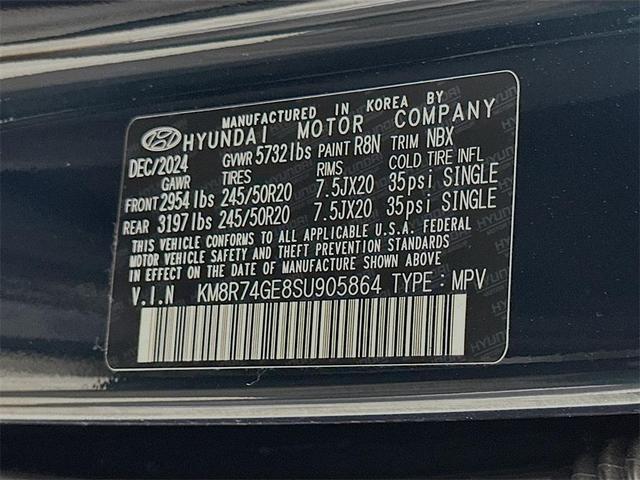 MANUFACTURED IN KOREA BY
HYUNDAI MOTOR COMPANY
DEC/2024 GVWR 5732 lbs PAINT R8N TRIM NBX
GAWR TIRES RIMS COLD TIRE INFL
FRONT 2954 lbs 245/50R20 7.5JX20 35psi SINGLE
REAR 3197 lbs 245/50R20 7.5JX20 35psi SINGLE
THIS VEHICLE CONFORMS TO ALL APPLICABLE U.S.A. FEDERAL
MOTOR VEHICLE SAFETY AND THEFT PREVENTION STANDARDS
IN EFFECT ON THE DATE OF MANUFACTURE SHOWN ABOVE
V.I.N KM8R74GE8SU905864 TYPE : MPV